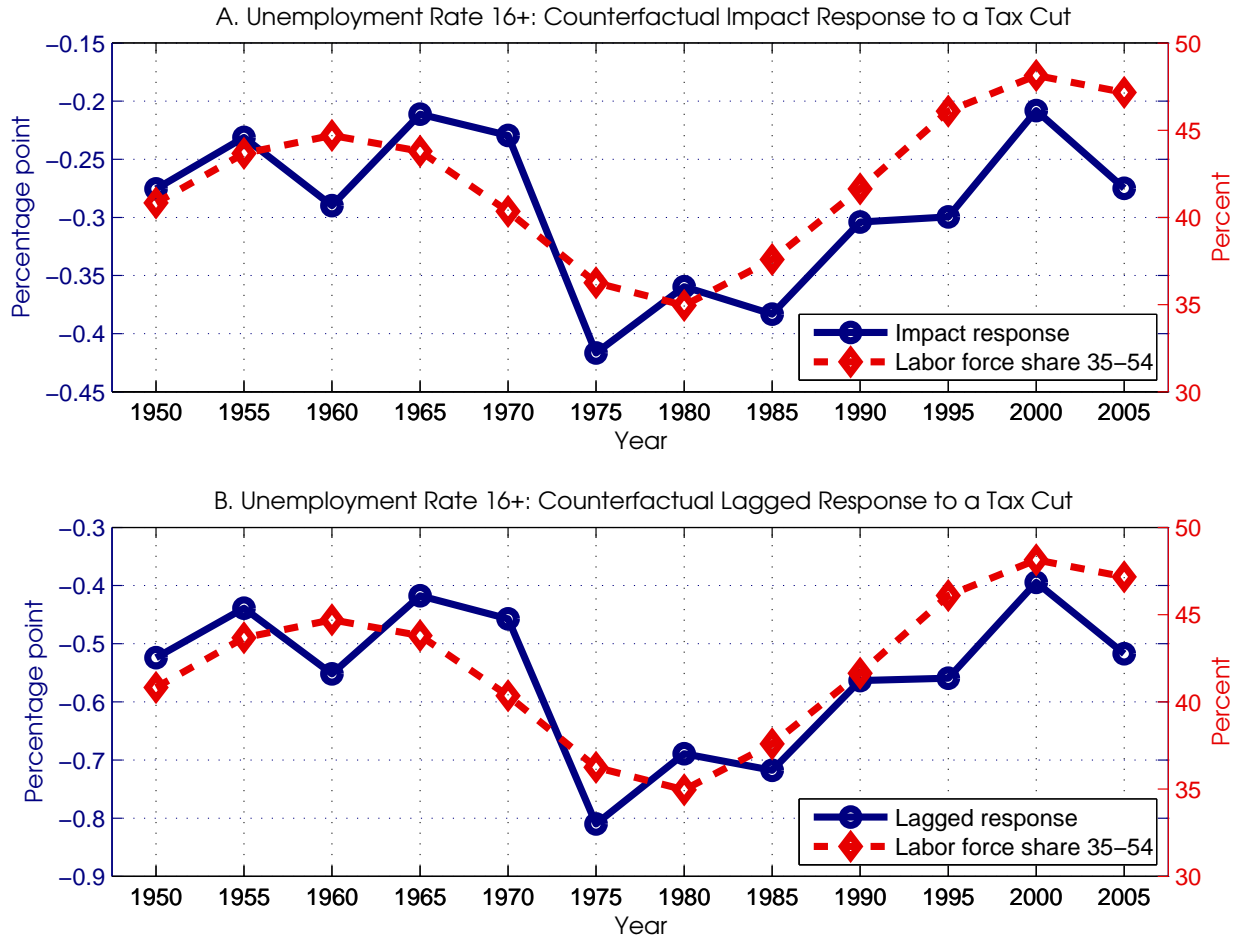 A. Unemployment Rate 16+: Counterfactual Impact Response to a Tax Cut
−0.15
−0.2
−0.25
−0.3
−0.35
−0.4
−0.45
Percentage point
50
45
40
35
30
Percent
Impact response
Labor force share 35−54
1950 1955 1960 1965 1970 1975 1980 1985 1990 1995 2000 2005
Year
B. Unemployment Rate 16+: Counterfactual Lagged Response to a Tax Cut
−0.3
−0.4
−0.5
−0.6
−0.7
−0.8
−0.9
Percentage point
50
45
40
35
30
Percent
Lagged response
Labor force share 35−54
1950 1955 1960 1965 1970 1975 1980 1985 1990 1995 2000 2005
Year